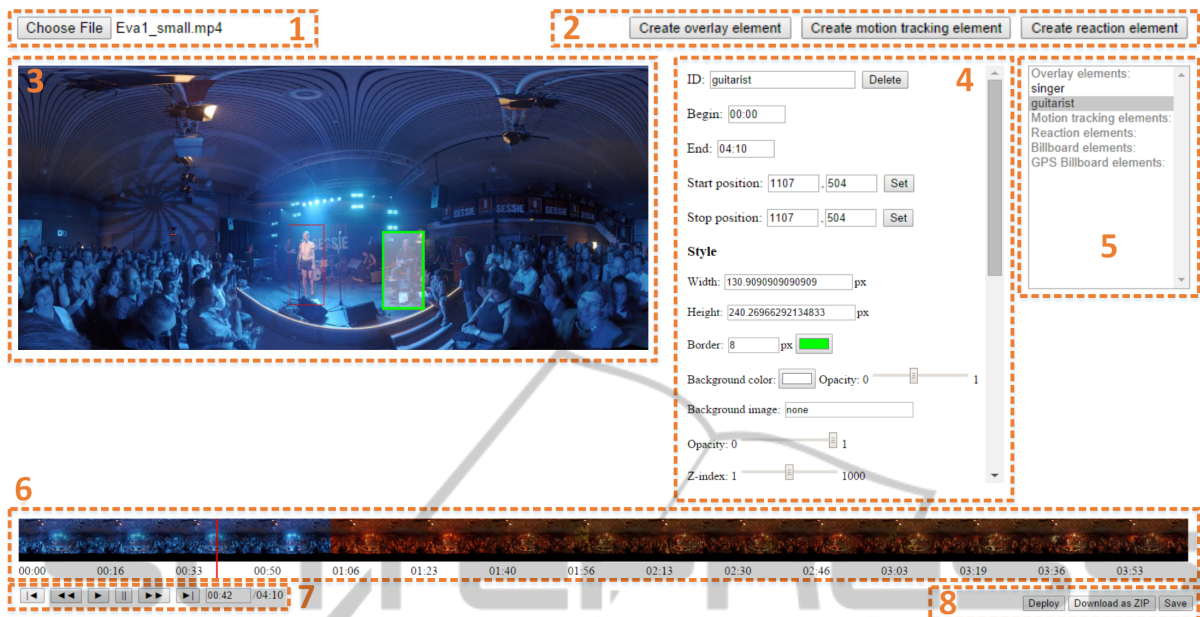 Choose File Eva1_small.mp4 1
2 Create overlay element Create motion tracking element Create reaction element
3
SESSIE
SESSIE
SESSIE
4
ID: guitarist Delete
Begin: 00:00
End: 04:10
Start position: 1107 , 504 Set
Stop position: 1107 , 504 Set
Style
Width: 130.9090909090909 px
Height: 240.26966292134833 px
Border: 8 px
Background color: Opacity: 0 1
Background image: none
Opacity: 0 1
Z-index: 1 1000
Overlay elements:
singer
guitarist
Motion tracking elements:
Reaction elements:
Billboard elements:
GPS Billboard elements:
5
6
00:00 00:16 00:33 00:50 01:06 01:23 01:40 01:56 02:13 02:30 02:46 03:03 03:19 03:36 03:53
00:42 /04:10 7
8 Deploy Download as ZIP Save